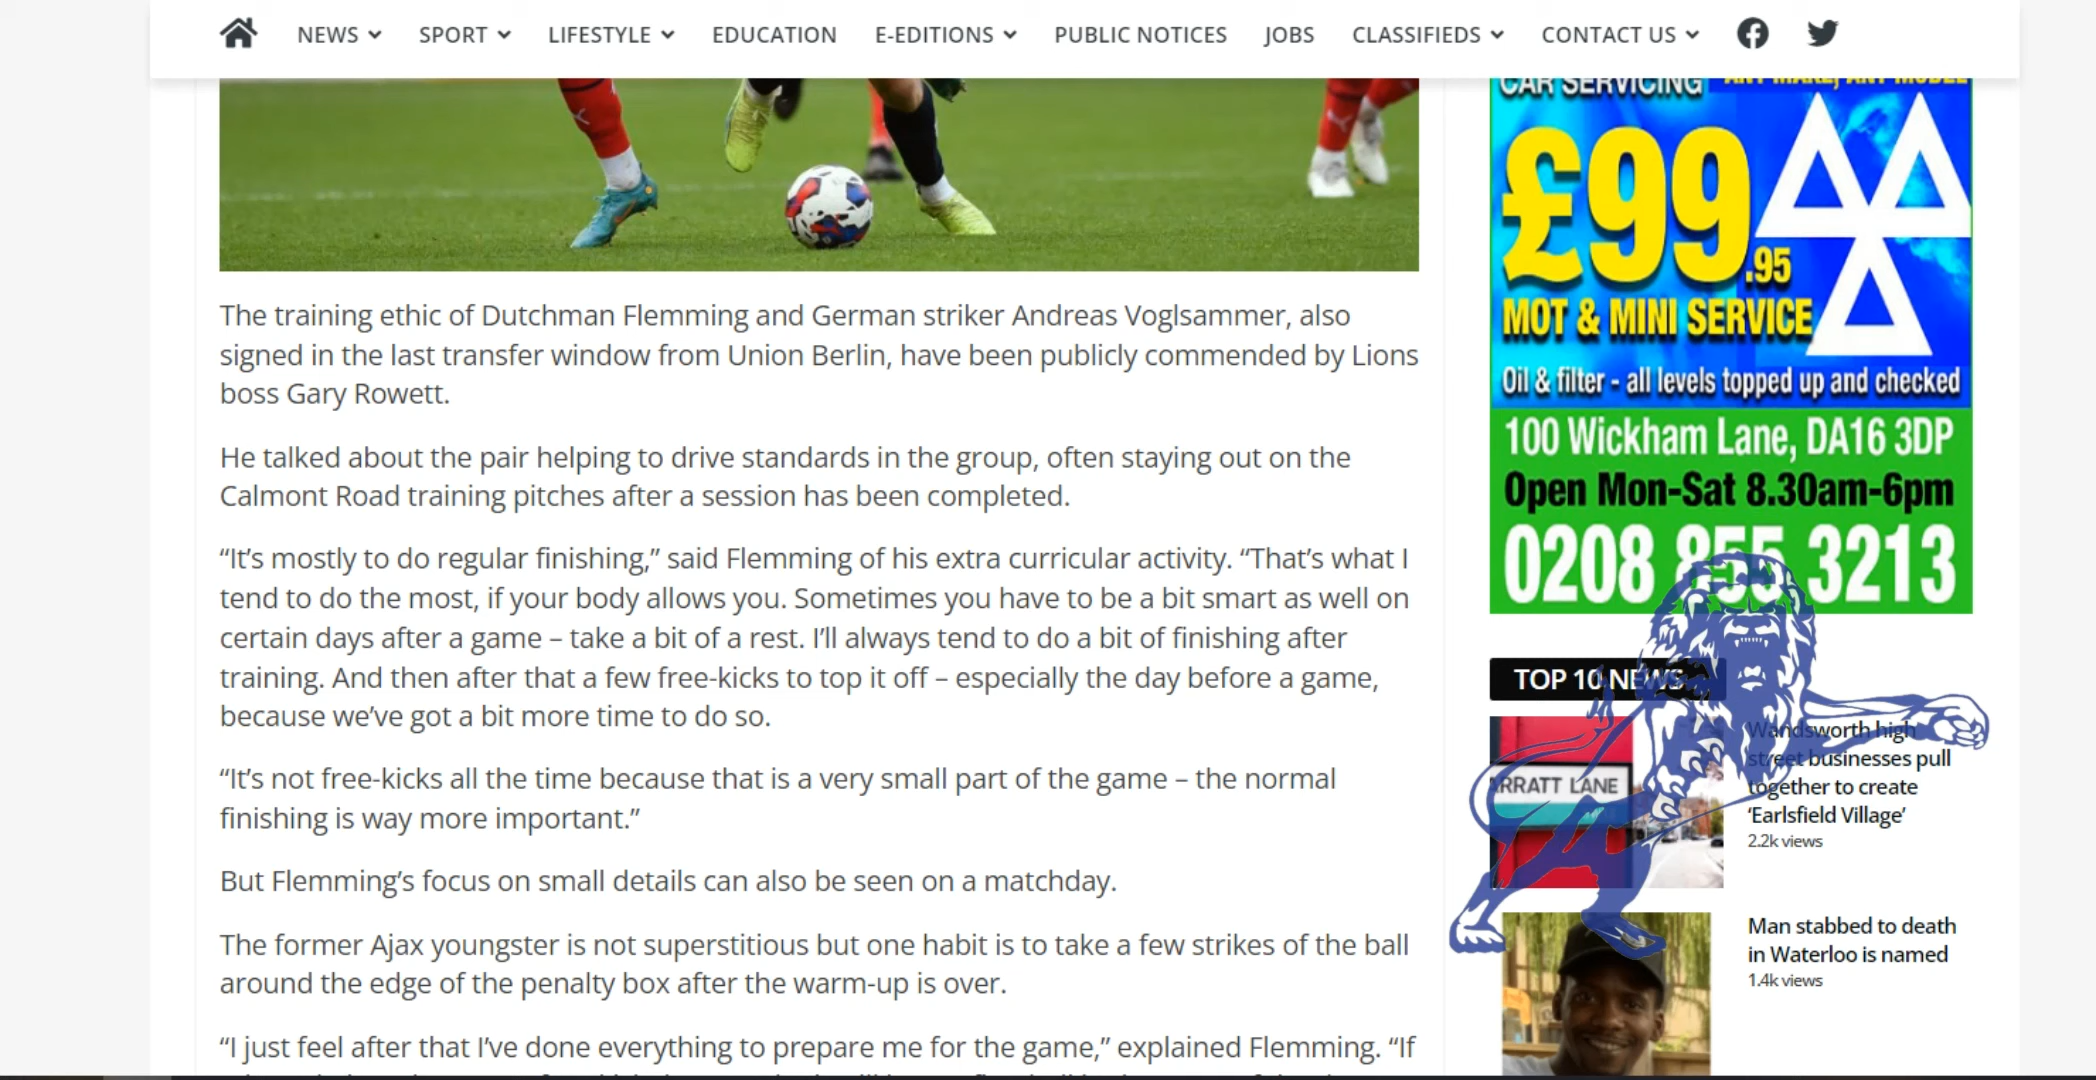 NEWS SPORT LIFESTYLE EDUCATION E-EDITIONS PUBLIC NOTICES JOBS CLASSIFIEDS CONTACT US
The training ethic of Dutchman Flemming and German striker Andreas Voglsammer, also
signed in the last transfer window from Union Berlin, have been publicly commended by Lions
boss Gary Rowett.
He talked about the pair helping to drive standards in the group, often staying out on the
Calmont Road training pitches after a session has been completed.
“It’s mostly to do regular finishing,” said Flemming of his extra curricular activity. “That’s what I
tend to do the most, if your body allows you. Sometimes you have to be a bit smart as well on
certain days after a game – take a bit of a rest. I’ll always tend to do a bit of finishing after
training. And then after that a few free-kicks to top it off – especially the day before a game,
because we’ve got a bit more time to do so.
“It’s not free-kicks all the time because that is a very small part of the game – the normal
finishing is way more important.”
But Flemming’s focus on small details can also be seen on a matchday.
The former Ajax youngster is not superstitious but one habit is to take a few strikes of the ball
around the edge of the penalty box after the warm-up is over.
“I just feel after that I’ve done everything to prepare me for the game,” explained Flemming. “If
CAR SERVICING ANY MAKE, ANY MODEL
£99.95
MOT & MINI SERVICE
Oil & filter - all levels topped up and checked
100 Wickham Lane, DA16 3DP
Open Mon-Sat 8.30am-6pm
0208 855 3213
TOP 10 NEWS
RRATT LANE
Wandsworth high
street businesses pull
together to create
‘Earlsfield Village’
2.2k views
Man stabbed to death
in Waterloo is named
1.4k views